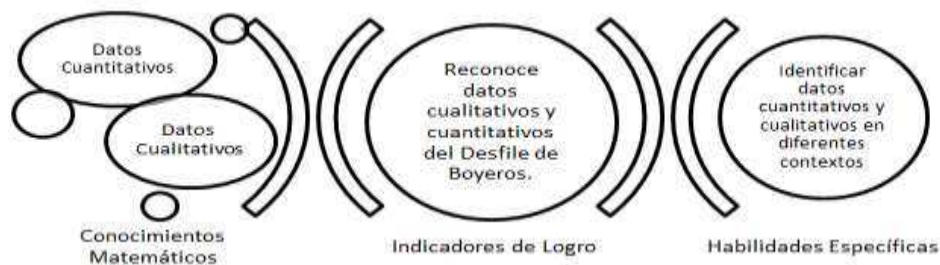 Datos
Cuantitativos
Datos
Cualitativos
Conocimientos
Matemáticos
Reconoce
datos
cualitativos y
cuantitativos
del Desfile de
Boyeros.
Indicadores de Logro
Identificar
datos
cuantitativos y
cualitativos en
diferentes
contextos
Habilidades Específicas